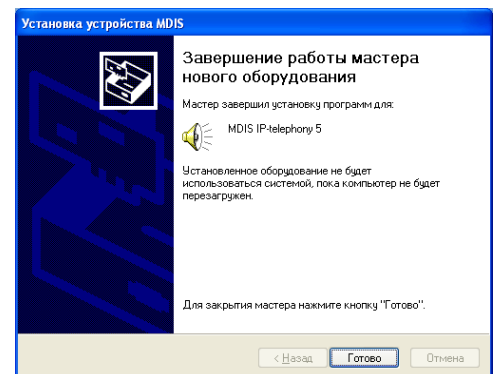 Установка устройства MDIS
Завершение работы мастера
нового оборудования
Мастер завершил установку программ для:
MDIS IP-telephony 5
Установленное оборудование не будет
использоваться системой, пока компьютер не будет
перезагружен.
Для закрытия мастера нажмите кнопку "Готово".
< Назад Готово Отмена